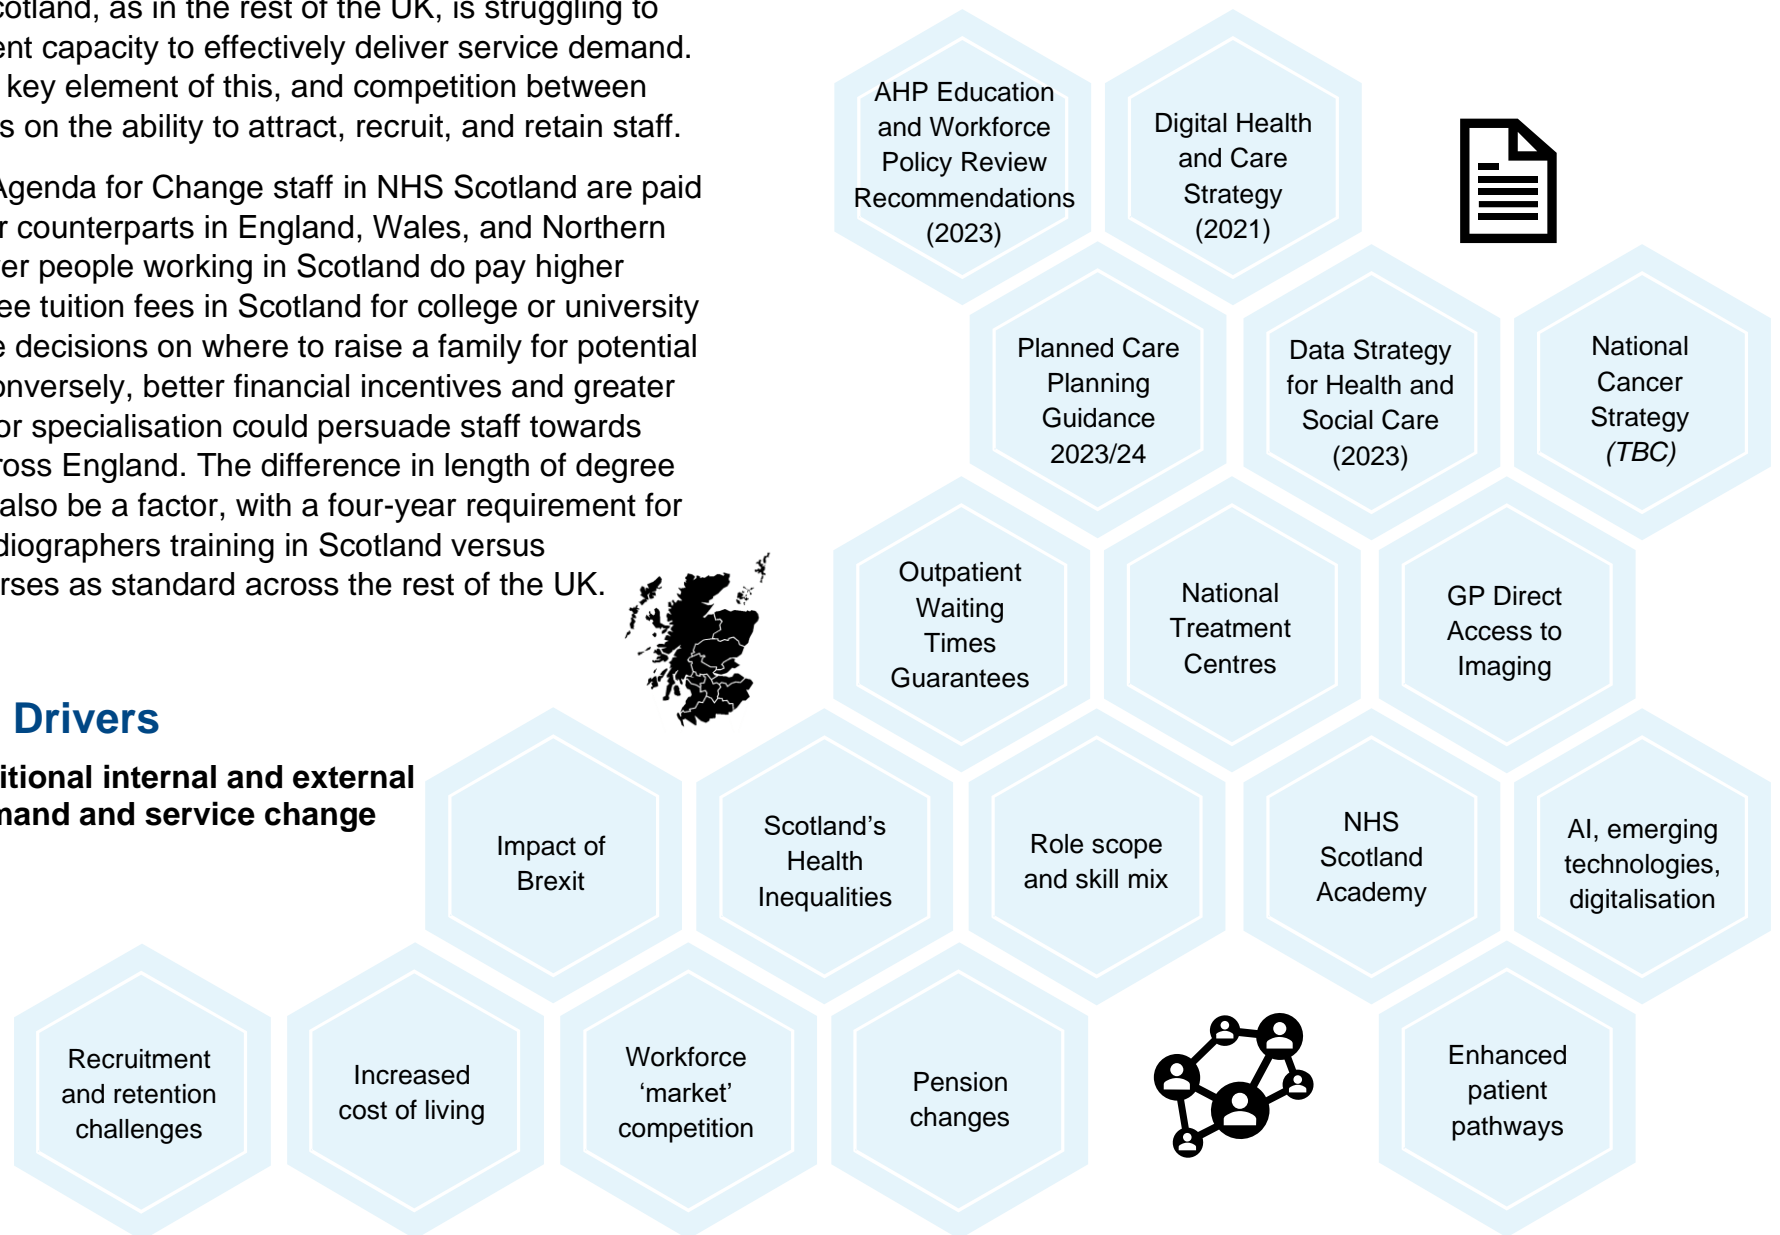 cotland, as in the rest of the UK, is struggling to
ent capacity to effectively deliver service demand.
key element of this, and competition between
s on the ability to attract, recruit, and retain staff.
Agenda for Change staff in NHS Scotland are paid
r counterparts in England, Wales, and Northern
ver people working in Scotland do pay higher
ee tuition fees in Scotland for college or university
e decisions on where to raise a family for potential
onversely, better financial incentives and greater
or specialisation could persuade staff towards
ross England. The difference in length of degree
also be a factor, with a four-year requirement for
diographers training in Scotland versus
rses as standard across the rest of the UK.
Drivers
itional internal and external
mand and service change
AHP Education
and Workforce
Policy Review
Recommendations
(2023)
Digital Health
and Care
Strategy
(2021)
Planned Care
Planning
Guidance
2023/24
Data Strategy
for Health and
Social Care
(2023)
National
Cancer
Strategy
(TBC)
Outpatient
Waiting
Times
Guarantees
National
Treatment
Centres
GP Direct
Access to
Imaging
Impact of
Brexit
Scotland’s
Health
Inequalities
Role scope
and skill mix
NHS
Scotland
Academy
AI, emerging
technologies,
digitalisation
Recruitment
and retention
challenges
Increased
cost of living
Workforce
‘market’
competition
Pension
changes
Enhanced
patient
pathways